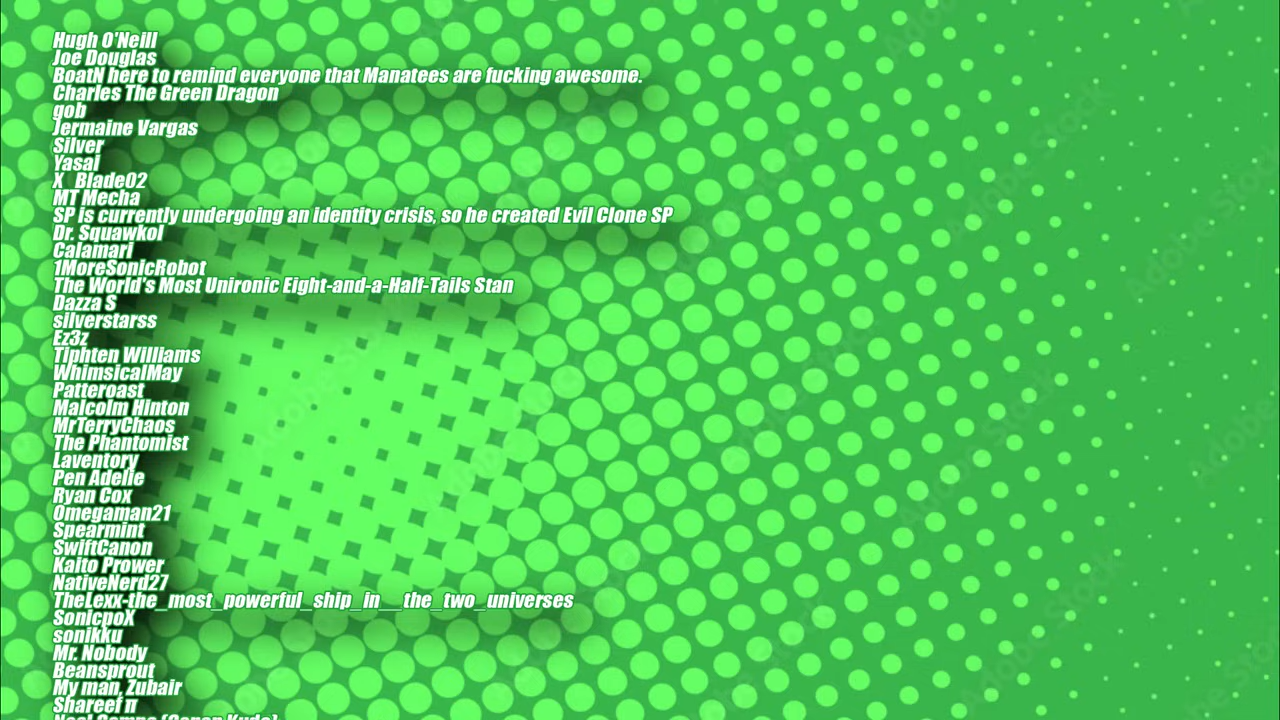 Hugh O'Neill
Joe Douglas
BoatN here to remind everyone that Manatees are fucking awesome.
Charles The Green Dragon
gob
Jermaine Vargas
Silver
Yasai
X_Blade02
MT Mecha
SP is currently undergoing an identity crisis, so he created Evil Clone SP
Dr. Squawkol
Calamari
1MoreSonicRobot
The World's Most Unironic Eight-and-a-Half-Tails Stan
Dazza S
silverstarss
Ez3z
Tiphten Williams
WhimsicalMay
Patteroast
Malcolm Hinton
MrTerryChaos
The Phantomist
Laventory
Pen Adelie
Ryan Cox
Omegaman21
Spearmint
SwiftCanon
Kaito Prower
NativeNerd27
TheLexx-the_most_powerful_ship_in__the_two_universes
SonicpoX
sonikku
Mr. Nobody
Beansprout
My man, Zubair
Shareef π